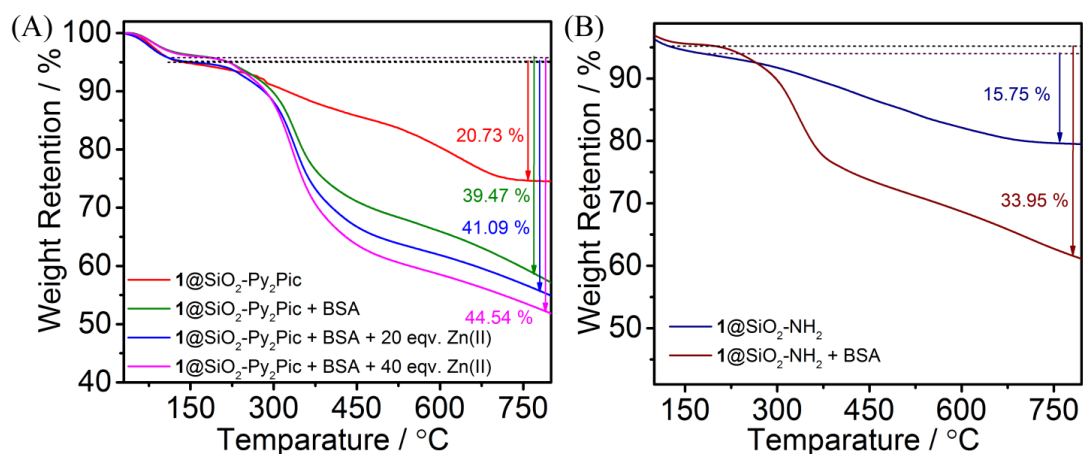 (A)
Weight Retention / %
100
90
80
70
60
50
40
20.73 %
39.47 %
41.09 %
44.54 %
1@SiO₂-Py₂Pic
1@SiO₂-Py₂Pic + BSA
1@SiO₂-Py₂Pic + BSA + 20 eqv. Zn(II)
1@SiO₂-Py₂Pic + BSA + 40 eqv. Zn(II)
150 300 450 600 750
Temparature / °C
(B)
Weight Retention / %
90
80
70
60
50
15.75 %
33.95 %
1@SiO₂-NH₂
1@SiO₂-NH₂ + BSA
150 300 450 600 750
Temparature / °C